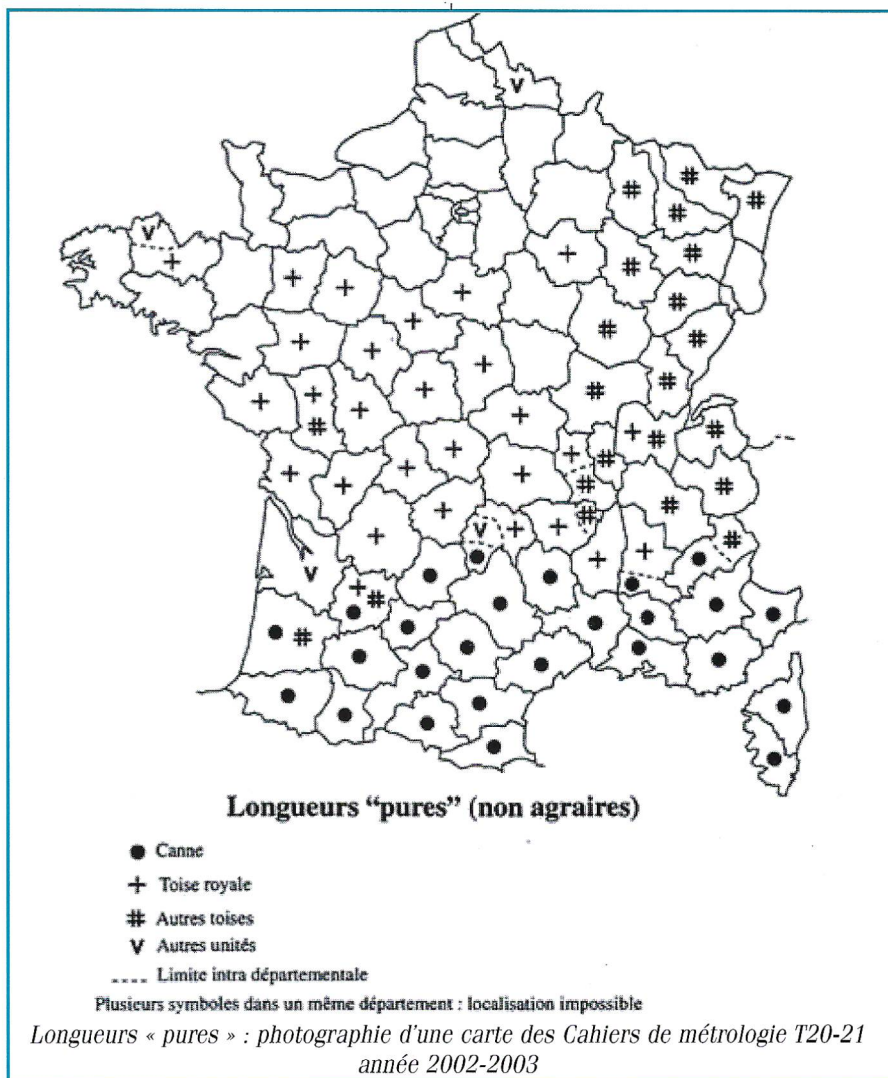 Longueurs “pures” (non agraires)
Canne
Toise royale
Autres toises
Autres unités
Limite intra départementale
Plusieurs symboles dans un même département : localisation impossible
Longueurs « pures » : photographie d'une carte des Cahiers de métrologie T20-21
année 2002-2003